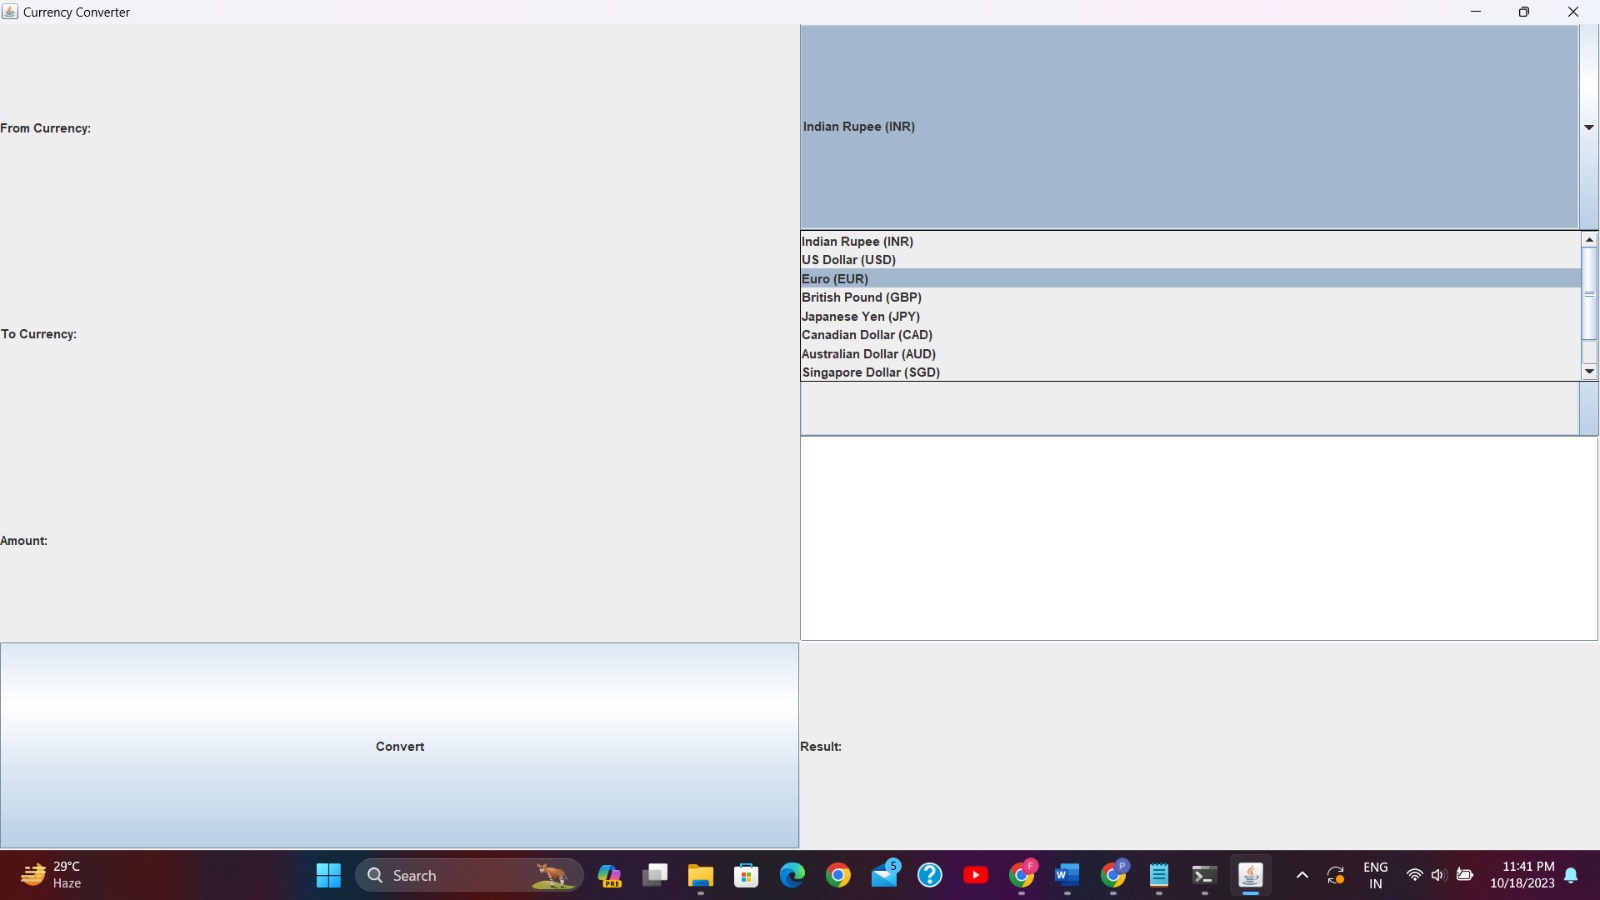 Currency Converter
From Currency:
Indian Rupee (INR)
Indian Rupee (INR)
US Dollar (USD)
Euro (EUR)
British Pound (GBP)
Japanese Yen (JPY)
To Currency:
Canadian Dollar (CAD)
Australian Dollar (AUD)
Singapore Dollar (SGD)
Amount:
Convert
Result:
29°C
Haze
Search
PRE
5
F
W
P
ENG
IN
11:41 PM
10/18/2023